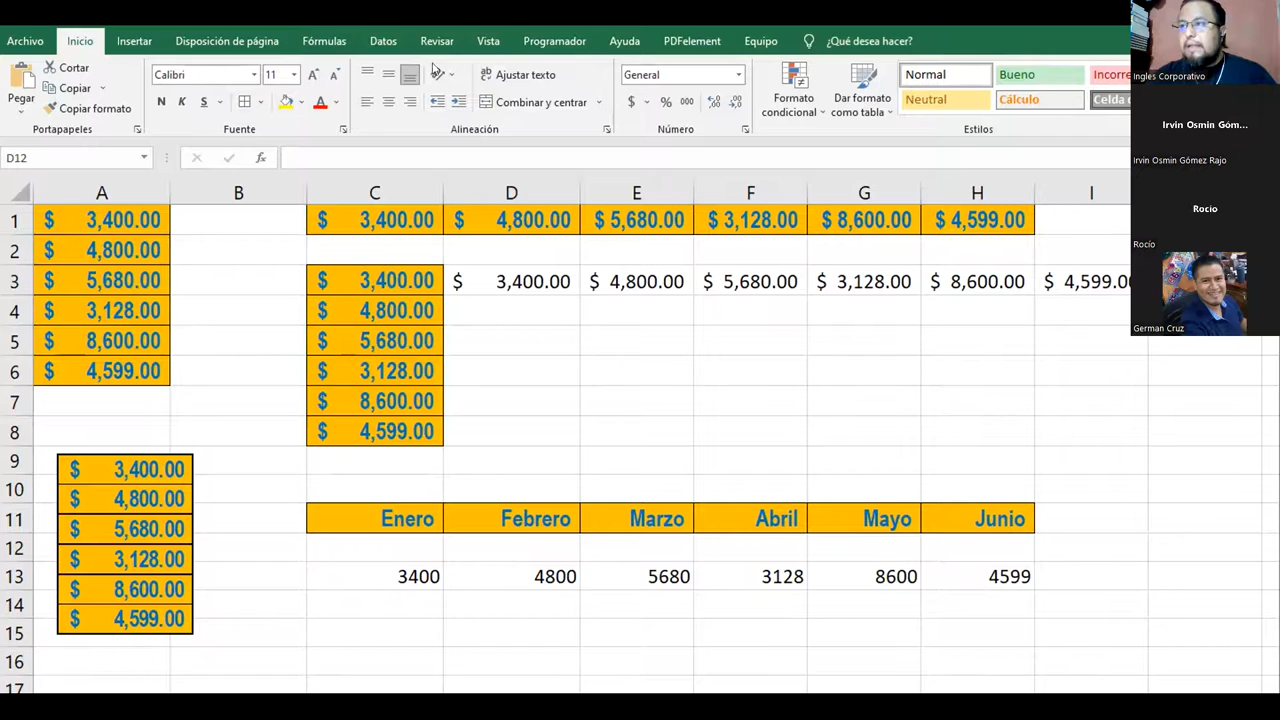 Archivo Inicio Insertar Disposición de página Fórmulas Datos Revisar Vista Programador Ayuda PDFelement Equipo ¿Qué desea hacer?
Pegar
Cortar
Copiar
Copiar formato
Portapapeles
Calibri 11
N K S
Fuente
Ajustar texto
Combinar y centrar
Alineación
General
$ % 000
Número
Formato condicional
Dar formato como tabla
Normal Bueno Incorre
Neutral Cálculo Celda
Estilos
D12 fx
A B C D E F G H I
1 $ 3,400.00 $ 3,400.00 $ 4,800.00 $ 5,680.00 $ 3,128.00 $ 8,600.00 $ 4,599.00
2 $ 4,800.00
3 $ 5,680.00 $ 3,400.00 $ 3,400.00 $ 4,800.00 $ 5,680.00 $ 3,128.00 $ 8,600.00 $ 4,599.0
4 $ 3,128.00 $ 4,800.00
5 $ 8,600.00 $ 5,680.00
6 $ 4,599.00 $ 3,128.00
7 $ 8,600.00
8 $ 4,599.00
9 $ 3,400.00
10 $ 4,800.00
11 $ 5,680.00 Enero Febrero Marzo Abril Mayo Junio
12 $ 3,128.00
13 $ 8,600.00 3400 4800 5680 3128 8600 4599
14 $ 4,599.00
15
16
17
Ingles Corporativo
Irvin Osmin Góm...
Irvin Osmin Gómez Rajo
Rocio
Rocío
German Cruz